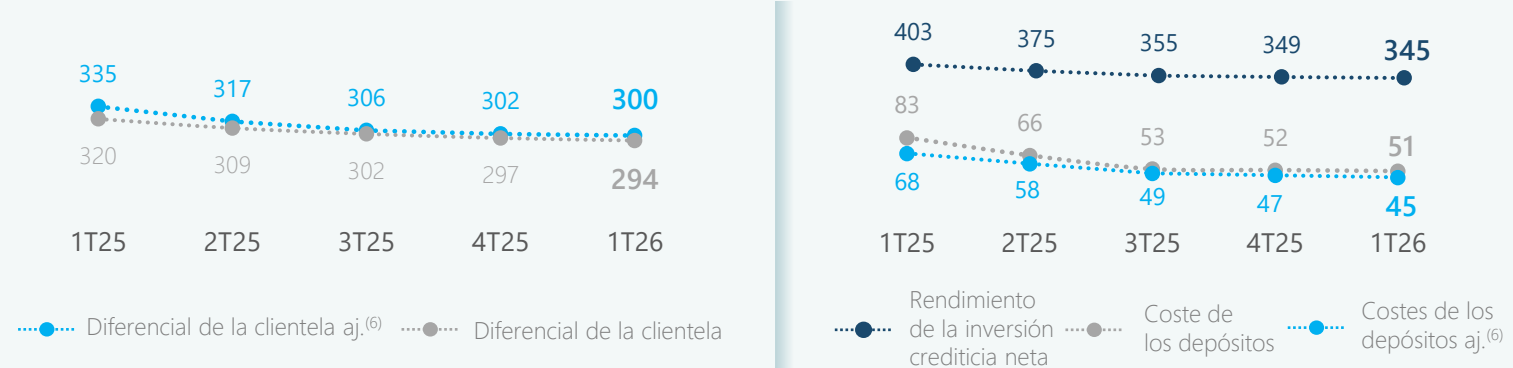 335 317 306 302 300
320 309 302 297 294
1T25 2T25 3T25 4T25 1T26
Diferencial de la clientela aj.(6) Diferencial de la clientela
403 375 355 349 345
83 66 53 52 51
68 58 49 47 45
1T25 2T25 3T25 4T25 1T26
Rendimiento
de la inversión
crediticia neta
Coste de
los depósitos
Costes de los
depósitos aj.(6)